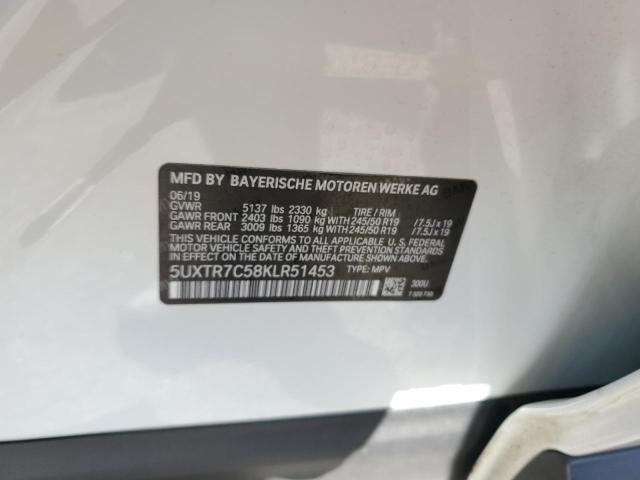 MFD BY BAYERISCHE MOTOREN WERKE AG
06/19
GVWR 5137 lbs 2330 kg TIRE / RIM
GAWR FRONT 2403 lbs 1090 kg WITH 245/50 R19 /7.5J x 19
GAWR REAR 3009 lbs 1365 kg WITH 245/50 R19 /7.5J x 19
THIS VEHICLE CONFORMS TO ALL APPLICABLE U.S. FEDERAL
MOTOR VEHICLE SAFETY, BUMPER, AND THEFT PREVENTION
STANDARDS IN EFFECT ON THE DATE OF MANUFACTURE SHOWN ABOVE.
5UXTR7C58KLR51453 TYPE: MPV
300U